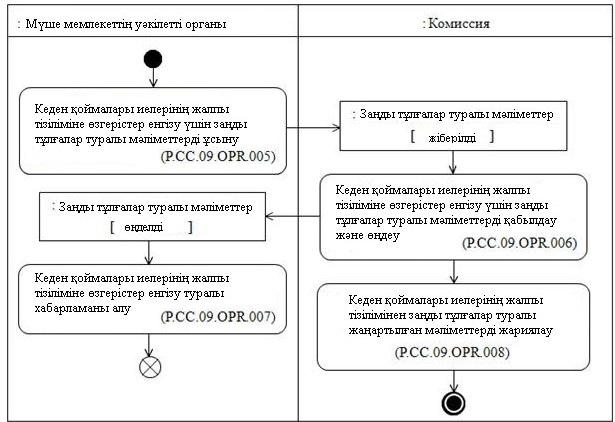 : Мүше мемлекеттің уәкілетті органы
: Комиссия
Кеден қоймалары иелерінің жалпы
тізіліміне өзгерістер енгізу үшін заңды
тұлғалар туралы мәліметтерді ұсыну
(P.CC.09.OPR.005)
: Заңды тұлғалар туралы мәліметтер
[ жіберілді ]
Кеден қоймалары иелерінің жалпы
тізіліміне өзгерістер енгізу үшін заңды
тұлғалар туралы мәліметтерді қабылдау
және өңдеу
(P.CC.09.OPR.006)
: Заңды тұлғалар туралы мәліметтер
[ өңделді ]
Кеден қоймалары иелерінің жалпы
тізіліміне өзгерістер енгізу туралы
хабарламаны алу
(P.CC.09.OPR.007)
Кеден қоймалары иелерінің жалпы
тізілімінен заңды тұлғалар туралы
жаңартылған мәліметтерді жариялау
(P.CC.09.OPR.008)